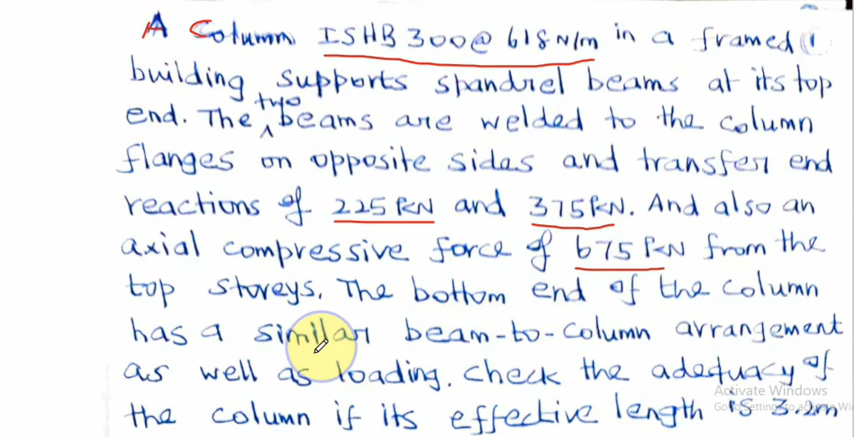 A Column ISHB 300@ 618 N/m in a framed
building supports spandrel beams at its top
end. The two beams are welded to the column
flanges on opposite sides and transfer end
reactions of 225 kN and 375 kN. And also an
axial compressive force of 675 kN from the
top storeys. The bottom end of the column
has a similar beam-to-column arrangement
as well as loading. check the adequacy of
Activate Windows
the column if its effective length is 3.2m